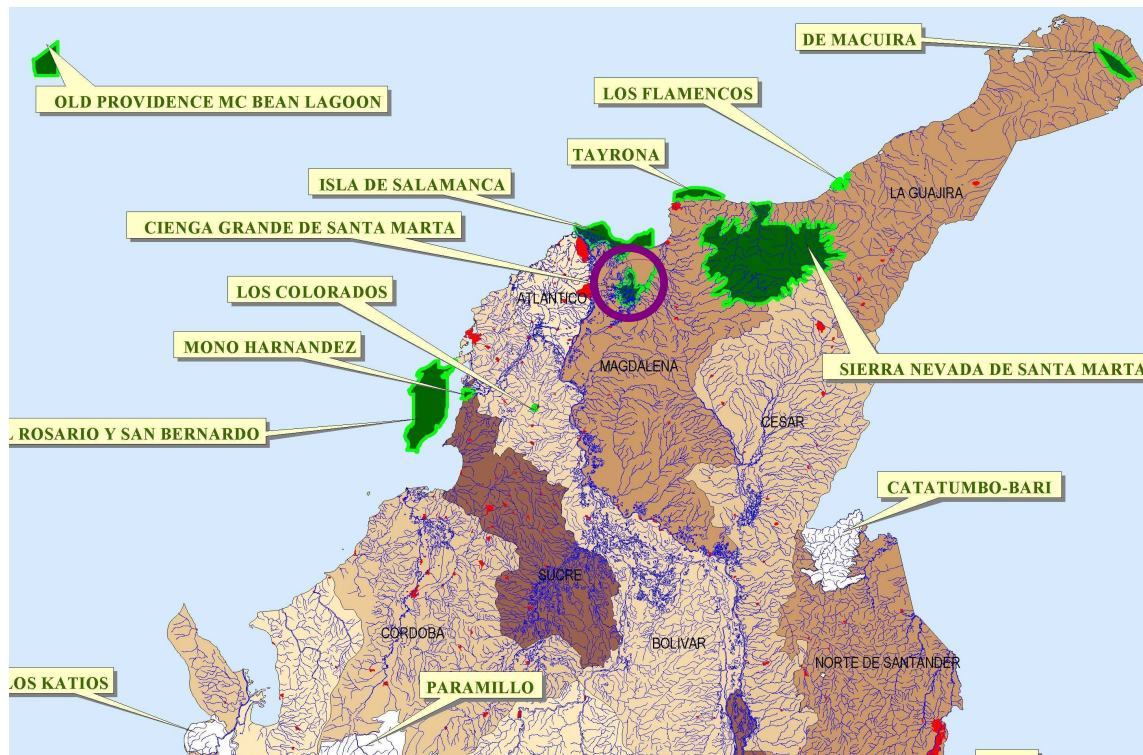 DE MACUIRA
OLD PROVIDENCE MC BEAN LAGOON
LOS FLAMENCOS
TAYRONA
ISLA DE SALAMANCA
LA GUAJIRA
CIENGA GRANDE DE SANTA MARTA
LOS COLORADOS
ATLANTICO
MONO HARNANDEZ
MAGDALENA
SIERRA NEVADA DE SANTA MARTA
CESAR
L ROSARIO Y SAN BERNARDO
CATATUMBO-BARI
SUCRE
CORDOBA
BOLIVAR
NORTE DE SANTANDER
LOS KATIOS
PARAMILLO